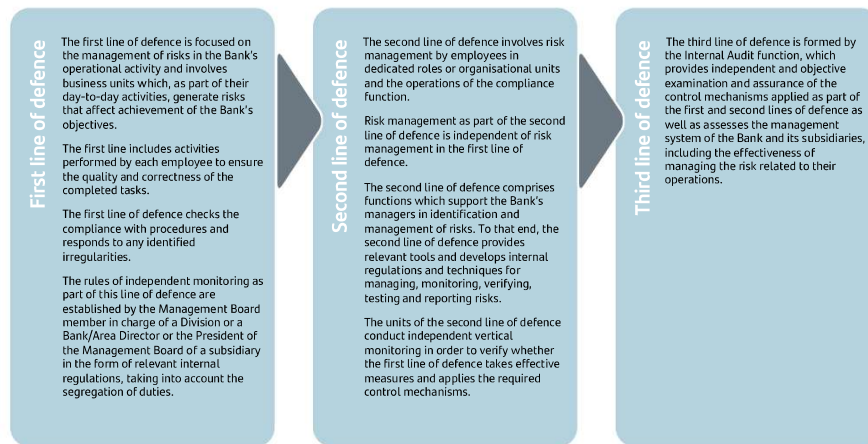 First line of defence
The first line of defence is focused on
the management of risks in the Bank's
operational activity and involves
business units which, as part of their
day-to-day activities, generate risks
that affect achievement of the Bank's
objectives.
The first line includes activities
performed by each employee to ensure
the quality and correctness of the
completed tasks.
The first line of defence checks the
compliance with procedures and
responds to any identified
irregularities.
The rules of independent monitoring as
part of this line of defence are
established by the Management Board
member in charge of a Division or a
Bank/Area Director or the President of
the Management Board of a subsidiary
in the form of relevant internal
regulations, taking into account the
segregation of duties.
Second line of defence
The second line of defence involves risk
management by employees in
dedicated roles or organisational units
and the operations of the compliance
function.
Risk management as part of the second
line of defence is independent of risk
management in the first line of
defence.
The second line of defence comprises
functions which support the Bank's
managers in identification and
management of risks. To that end, the
second line of defence provides
relevant tools and develops internal
regulations and techniques for
managing, monitoring, verifying,
testing and reporting risks.
The units of the second line of defence
conduct independent vertical
monitoring in order to verify whether
the first line of defence takes effective
measures and applies the required
control mechanisms.
Third line of defence
The third line of defence is formed by
the Internal Audit function, which
provides independent and objective
examination and assurance of the
control mechanisms applied as part of
the first and second lines of defence as
well as assesses the management
system of the Bank and its subsidiaries,
including the effectiveness of
managing the risk related to their
operations.